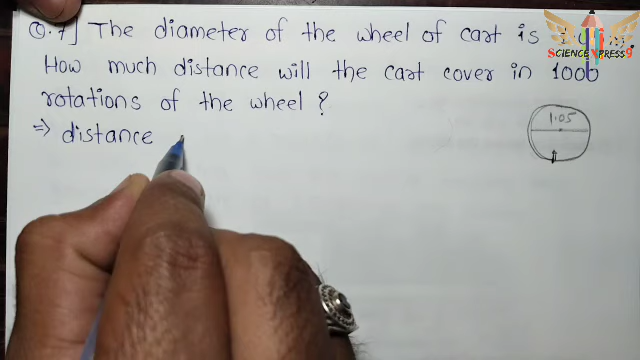 Q.7] The diameter of the wheel of cart is
How much distance will the cart cover in 1000
rotations of the wheel ?
⇒ distance
1.05
SCIENCE XPRESS9